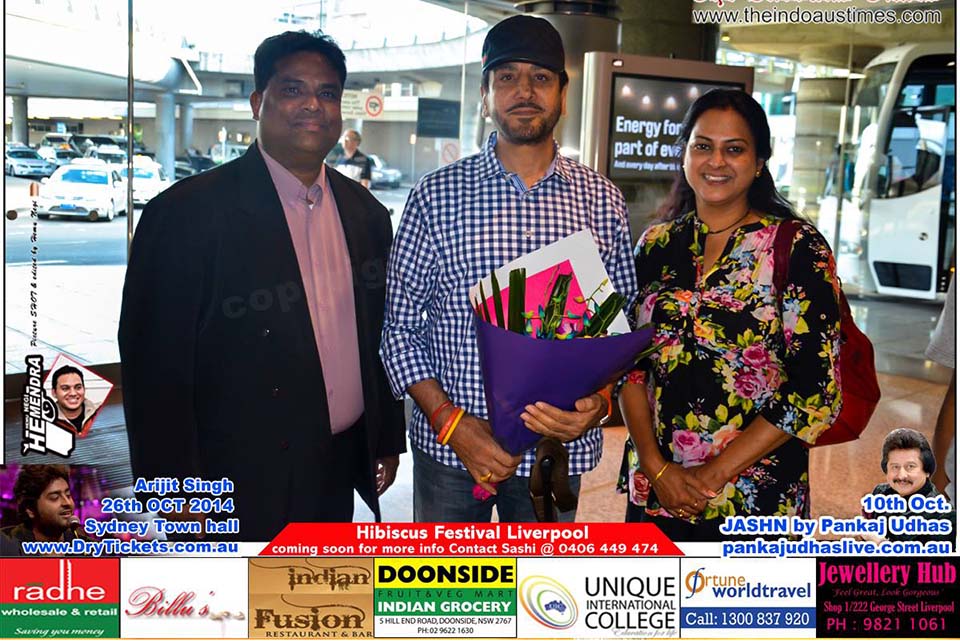 www.theindoaustimes.com
Energy for
part of ev
And every day after
copyright
Picture SHOT & edited by Hemu Negi
HEMU NEGI
HEMENDRA
Arijit Singh
26th OCT 2014
Sydney Town hall
www.DryTickets.com.au
Hibiscus Festival Liverpool
coming soon for more info Contact Sashi @ 0406 449 474
10th Oct.
JASHN by Pankaj Udhas
pankajudhaslive.com.au
radhe
wholesale & retail
Saving you money
Billu's
indian
Fusion
RESTAURANT & BAR
DOONSIDE
FRUIT & VEG MART
INDIAN GROCERY
5 HILL END ROAD, DOONSIDE, NSW 2767
PH: 02 9622 1630
UNIQUE
INTERNATIONAL
COLLEGE
Education for life
Fortune
worldtravel
Call: 1300 837 920
Jewellery Hub
Feel Great, Look Gorgeous
Shop 1/222 George Street Liverpool
PH : 9821 1061